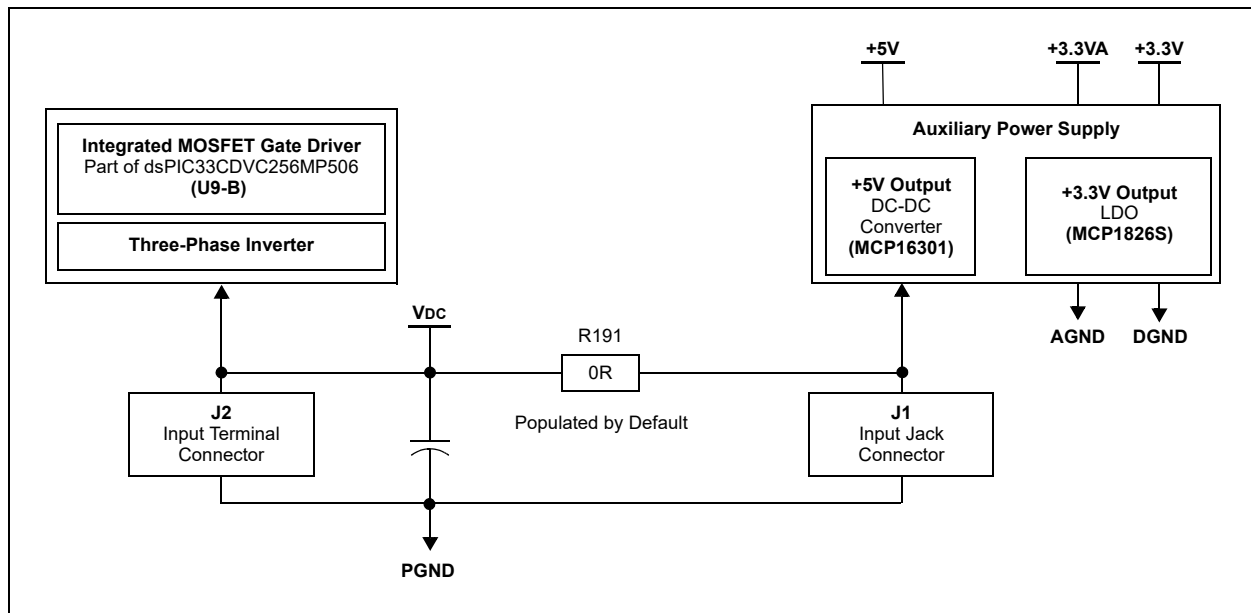 +5V
+3.3VA
+3.3V
Integrated MOSFET Gate Driver
Part of dsPIC33CDVC256MP506
(U9-B)
Three-Phase Inverter
Auxiliary Power Supply
+5V Output
DC-DC
Converter
(MCP16301)
+3.3V Output
LDO
(MCP1826S)
AGND
DGND
VDC
R191
0R
Populated by Default
J2
Input Terminal
Connector
J1
Input Jack
Connector
PGND